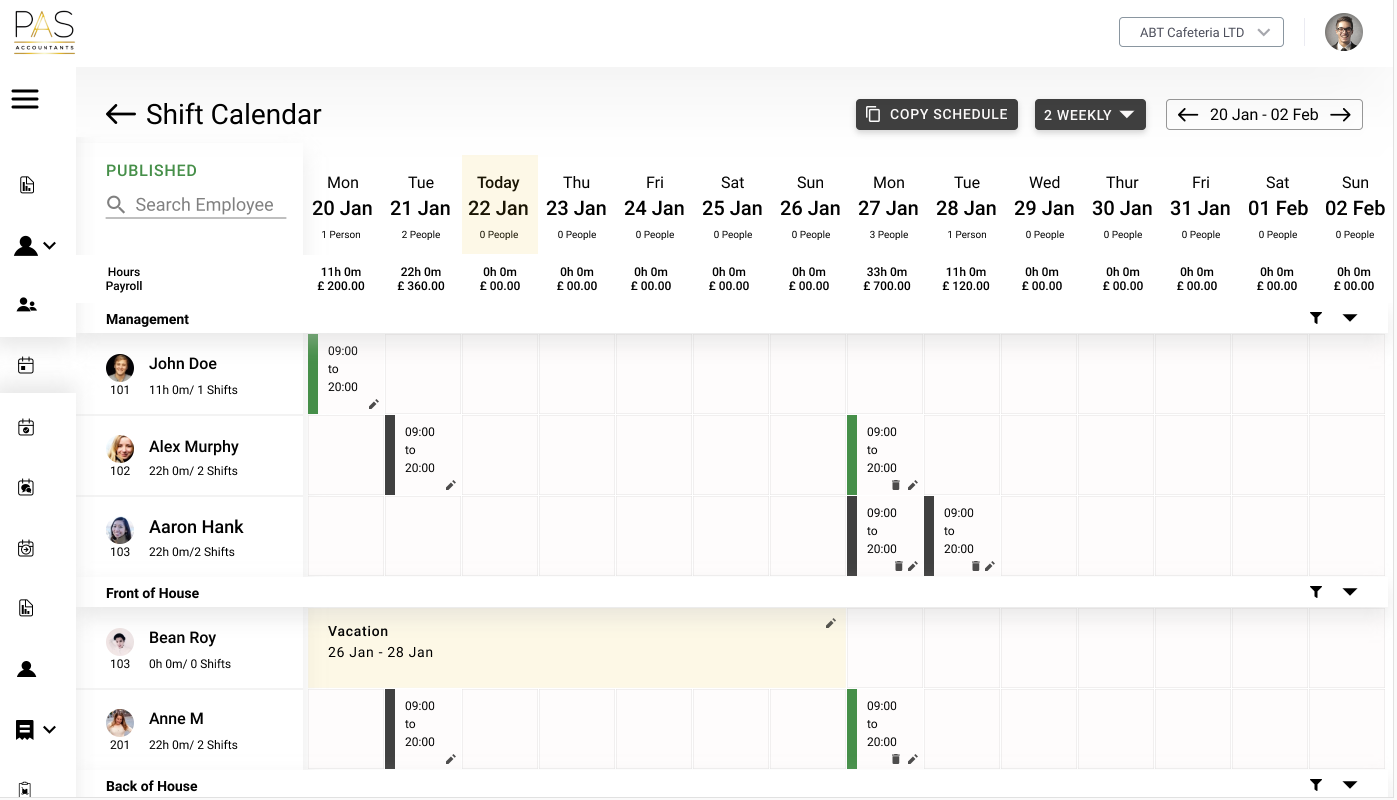 PAS
ACCOUNTANTS
ABT Cafeteria LTD
Shift Calendar
COPY SCHEDULE
2 WEEKLY
20 Jan - 02 Feb
PUBLISHED
Search Employee
Mon Tue Today Thu Fri Sat Sun Mon Tue Wed Thur Fri Sat Sun
20 Jan 21 Jan 22 Jan 23 Jan 24 Jan 25 Jan 26 Jan 27 Jan 28 Jan 29 Jan 30 Jan 31 Jan 01 Feb 02 Feb
1 Person 2 People 0 People 0 People 0 People 0 People 0 People 3 People 1 Person 0 People 0 People 0 People 0 People 0 People
Hours 11h 0m 22h 0m 0h 0m 0h 0m 0h 0m 0h 0m 0h 0m 33h 0m 11h 0m 0h 0m 0h 0m 0h 0m 0h 0m 0h 0m
Payroll £ 200.00 £ 360.00 £ 00.00 £ 00.00 £ 00.00 £ 00.00 £ 00.00 £ 700.00 £ 120.00 £ 00.00 £ 00.00 £ 00.00 £ 00.00 £ 00.00
Management
John Doe
101 11h 0m/ 1 Shifts
09:00
to
20:00
Alex Murphy
102 22h 0m/ 2 Shifts
09:00
to
20:00
09:00
to
20:00
Aaron Hank
103 22h 0m/2 Shifts
09:00
to
20:00
09:00
to
20:00
Front of House
Bean Roy
103 0h 0m/ 0 Shifts
Vacation
26 Jan - 28 Jan
Anne M
201 22h 0m/ 2 Shifts
09:00
to
20:00
09:00
to
20:00
Back of House